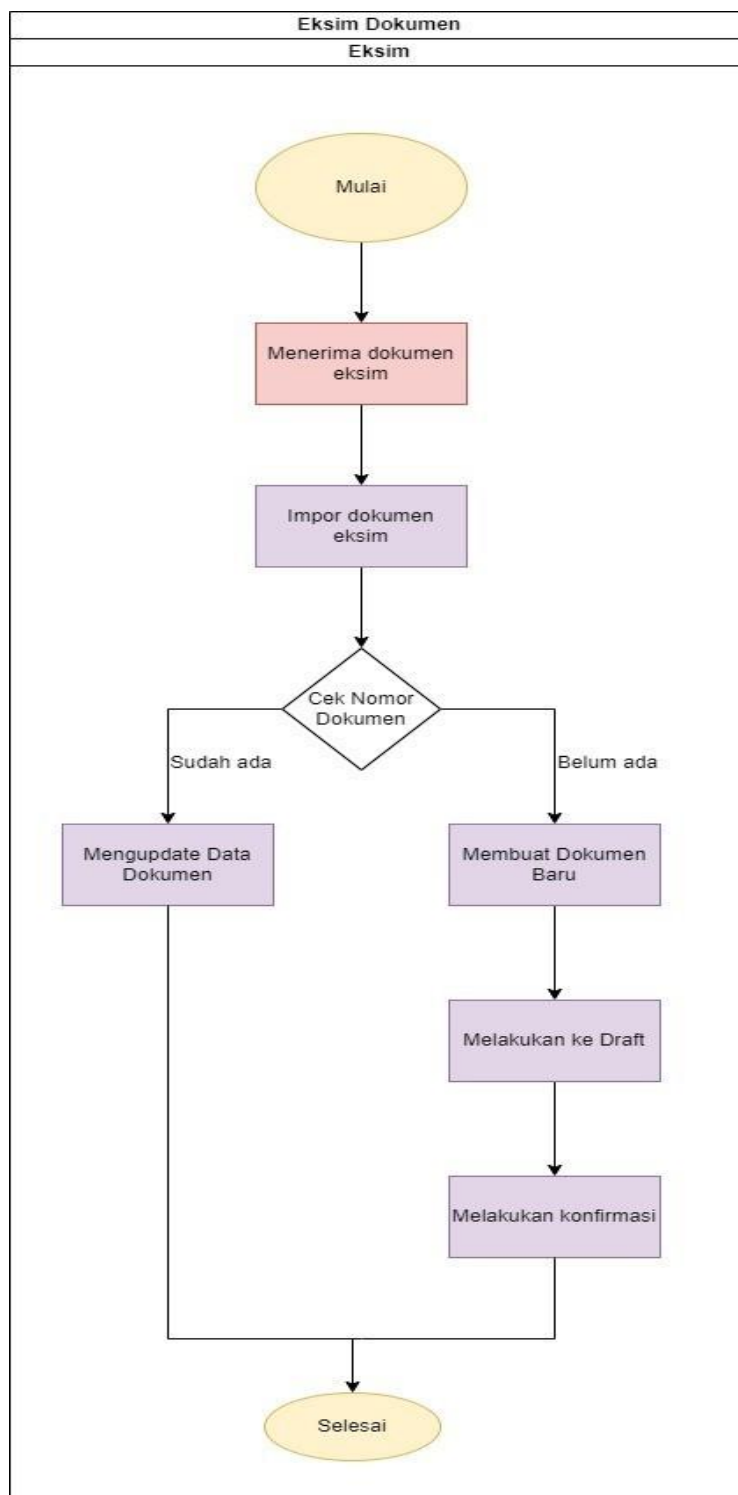 Eksim Dokumen
Eksim
Mulai
Menerima dokumen
eksim
Impor dokumen
eksim
Cek Nomor
Dokumen
Sudah ada
Belum ada
Mengupdate Data
Dokumen
Membuat Dokumen
Baru
Melakukan ke Draft
Melakukan konfirmasi
Selesai